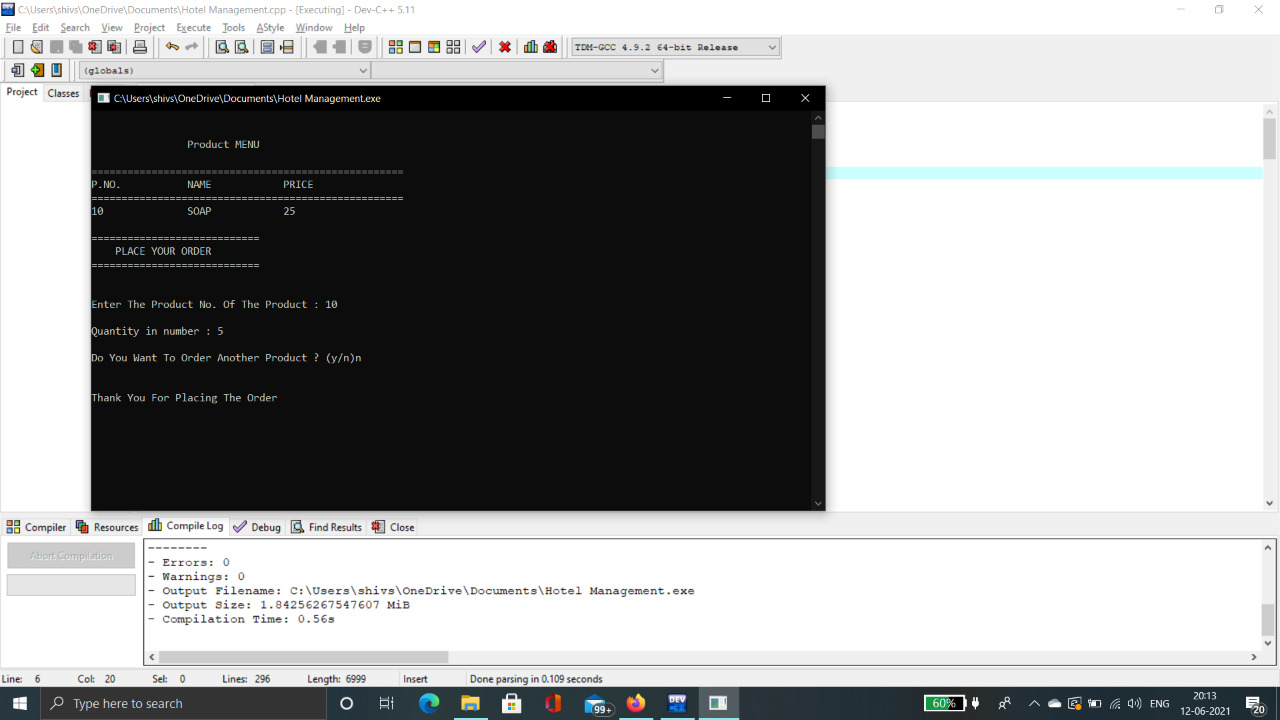 C:\Users\shivs\OneDrive\Documents\Hotel Management.cpp - [Executing] - Dev-C++ 5.11
File Edit Search View Project Execute Tools AStyle Window Help
TDM-GCC 4.9.2 64-bit Release
(globals)
Project Classes
C:\Users\shivs\OneDrive\Documents\Hotel Management.exe
Product MENU
====================================================
P.NO. NAME PRICE
====================================================
10 SOAP 25
============================
PLACE YOUR ORDER
============================
Enter The Product No. Of The Product : 10
Quantity in number : 5
Do You Want To Order Another Product ? (y/n)n
Thank You For Placing The Order
Compiler Resources Compile Log Debug Find Results Close
Abort Compilation
--------
- Errors: 0
- Warnings: 0
- Output Filename: C:\Users\shivs\OneDrive\Documents\Hotel Management.exe
- Output Size: 1.84256267547607 MiB
- Compilation Time: 0.56s
Line: 6 Col: 20 Sel: 0 Lines: 296 Length: 6999 Insert Done parsing in 0.109 seconds
Type here to search
99+
DEV
60%
ENG
20:13
12-06-2021
20